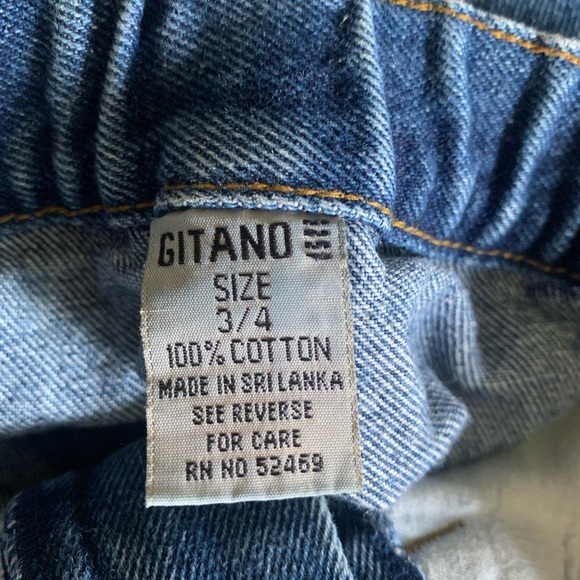 GITANO
SIZE
3/4
100% COTTON
MADE IN SRI LANKA
SEE REVERSE
FOR CARE
RN NO 52469